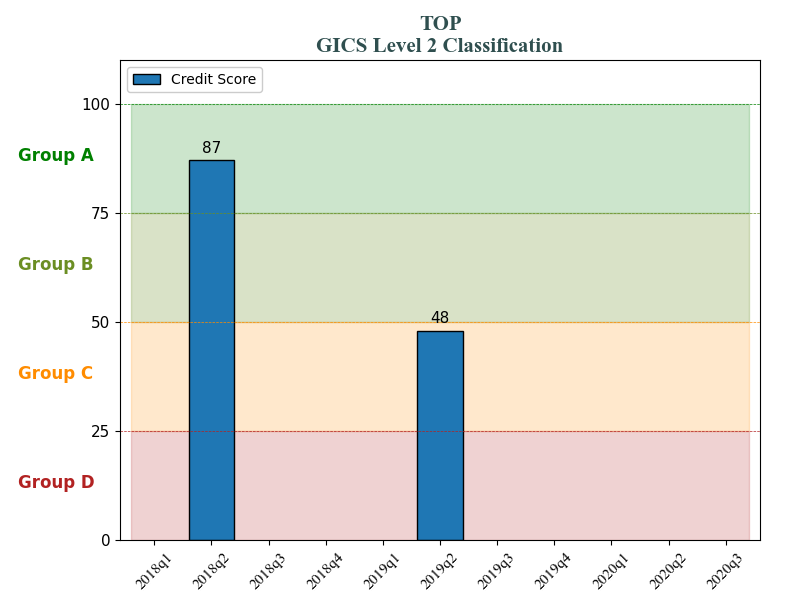 TOP
GICS Level 2 Classification
Credit Score
100
Group A
87
75
Group B
50
48
Group C
25
Group D
0
2018q1 2018q2 2018q3 2018q4 2019q1 2019q2 2019q3 2019q4 2020q1 2020q2 2020q3